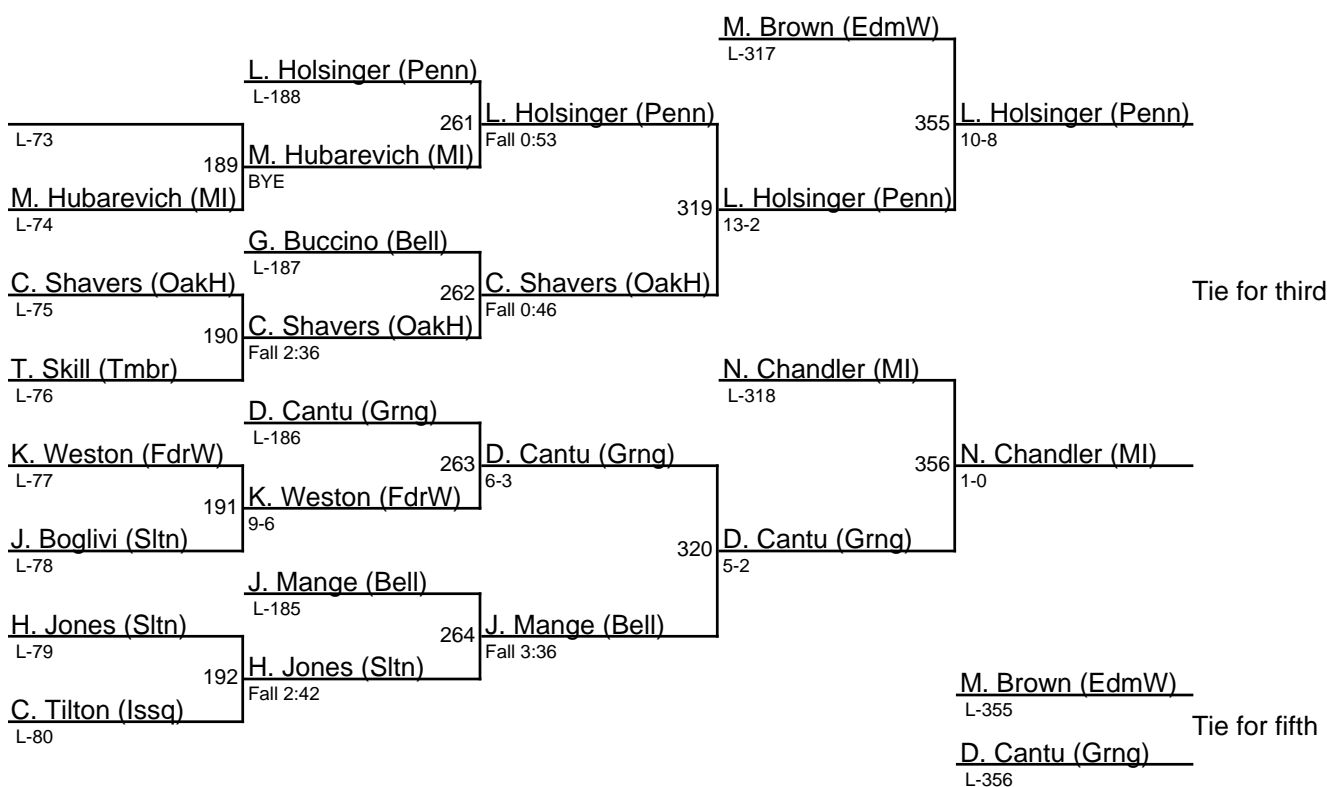 M. Brown (EdmW)
L-317
L. Holsinger (Penn)
L-188
261
L. Holsinger (Penn)
Fall 0:53
355
L. Holsinger (Penn)
10-8
L-73
189
M. Hubarevich (MI)
BYE
M. Hubarevich (MI)
L-74
319
L. Holsinger (Penn)
13-2
G. Buccino (Bell)
L-187
C. Shavers (OakH)
L-75
262
C. Shavers (OakH)
Fall 0:46
Tie for third
190
C. Shavers (OakH)
Fall 2:36
T. Skill (Tmbr)
L-76
N. Chandler (MI)
L-318
D. Cantu (Grng)
L-186
K. Weston (FdrW)
L-77
263
D. Cantu (Grng)
6-3
356
N. Chandler (MI)
1-0
191
K. Weston (FdrW)
9-6
J. Boglivi (Sltn)
L-78
320
D. Cantu (Grng)
5-2
J. Mange (Bell)
L-185
H. Jones (Sltn)
L-79
264
J. Mange (Bell)
Fall 3:36
192
H. Jones (Sltn)
Fall 2:42
C. Tilton (Issq)
L-80
M. Brown (EdmW)
L-355
Tie for fifth
D. Cantu (Grng)
L-356